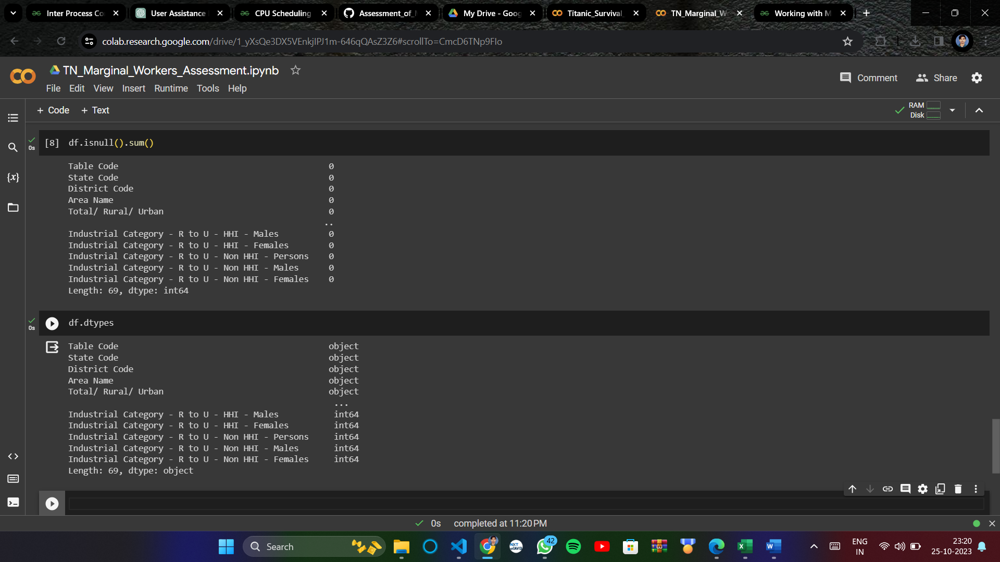 Inter Process Co
User Assistance
CPU Scheduling
Assessment_of_
My Drive - Goog
Titanic_Survival_
TN_Marginal_W
Working with M
colab.research.google.com/drive/1_yXsQe3DX5VEnkjIPJ1m-646qQAsZ3Z6#scrollTo=CmcD6TNp9FIo
TN_Marginal_Workers_Assessment.ipynb
Comment
Share
File Edit View Insert Runtime Tools Help
+ Code + Text
RAM
Disk
0s
[8] df.isnull().sum()
Table Code 0
State Code 0
District Code 0
Area Name 0
Total/ Rural/ Urban 0
..
Industrial Category - R to U - HHI - Males 0
Industrial Category - R to U - HHI - Females 0
Industrial Category - R to U - Non HHI - Persons 0
Industrial Category - R to U - Non HHI - Males 0
Industrial Category - R to U - Non HHI - Females 0
Length: 69, dtype: int64
0s
df.dtypes
Table Code object
State Code object
District Code object
Area Name object
Total/ Rural/ Urban object
...
Industrial Category - R to U - HHI - Males int64
Industrial Category - R to U - HHI - Females int64
Industrial Category - R to U - Non HHI - Persons int64
Industrial Category - R to U - Non HHI - Males int64
Industrial Category - R to U - Non HHI - Females int64
Length: 69, dtype: object
0s completed at 11:20 PM
Search
NXT
WAVE
42
ENG
IN
23:20
25-10-2023